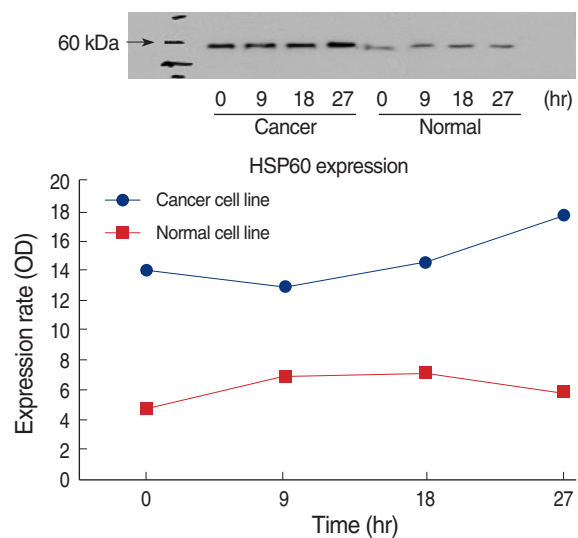 60 kDa
0 9 18 27 0 9 18 27 (hr)
Cancer Normal
HSP60 expression
20
18
16
14
12
10
8
6
4
2
0
Cancer cell line
Normal cell line
Expression rate (OD)
0 9 18 27
Time (hr)